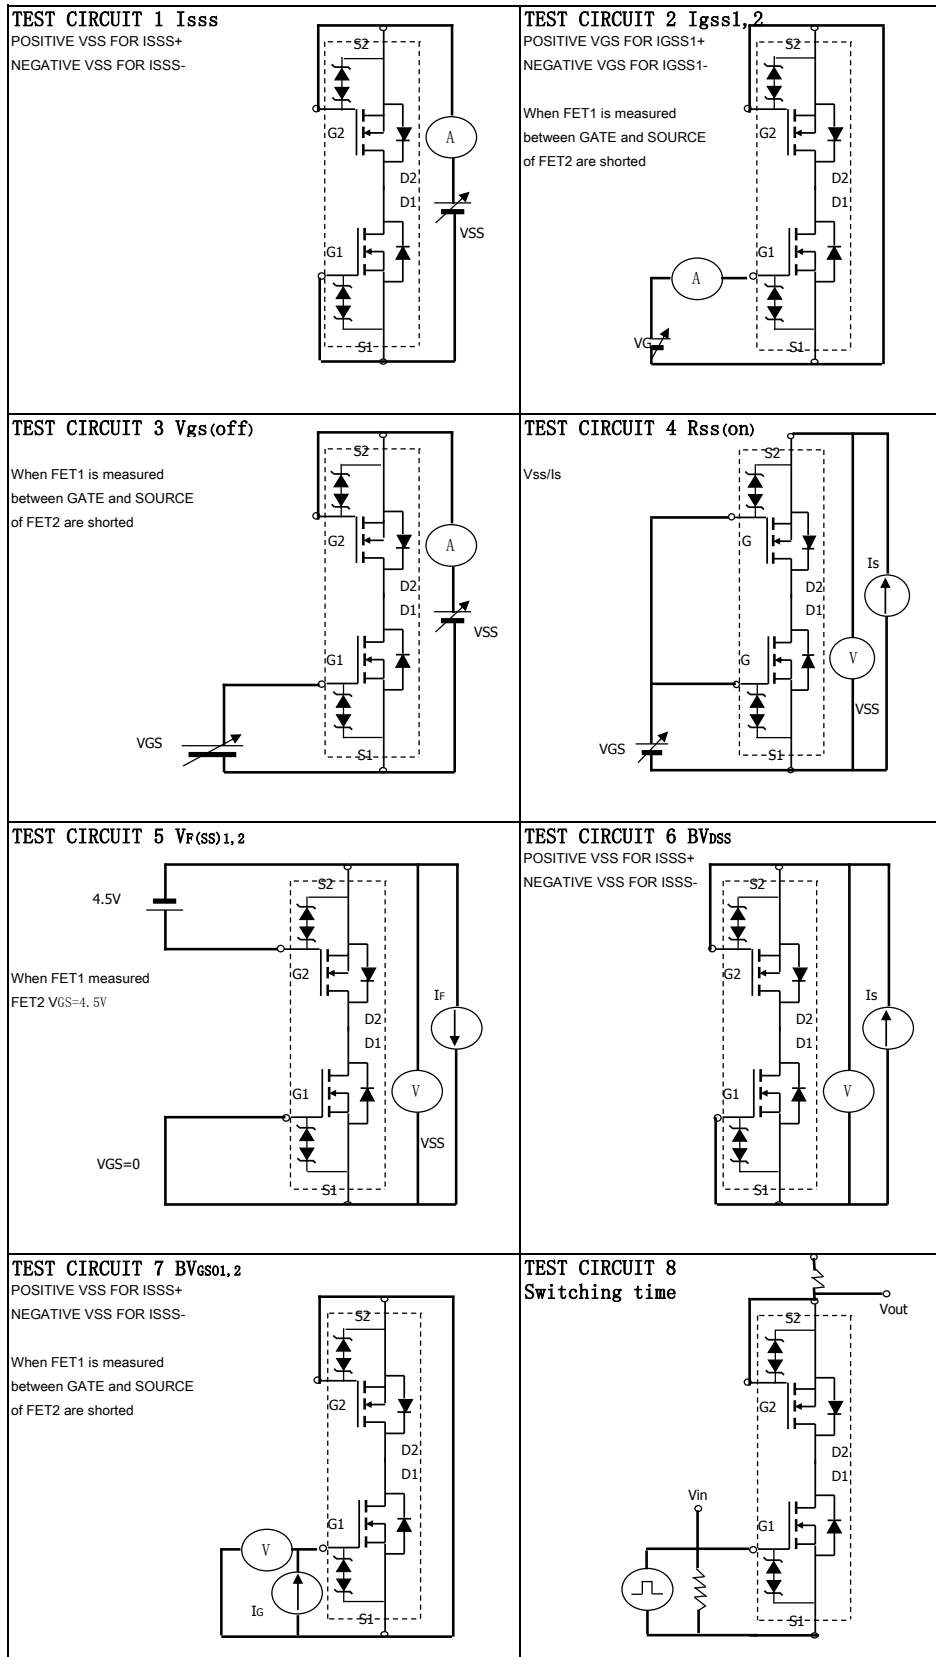 TEST CIRCUIT 1 Isss
POSITIVE VSS FOR ISSS+
NEGATIVE VSS FOR ISSS-
S2
G2
A
D2
D1
VSS
G1
S1
TEST CIRCUIT 2 Igss1,2
POSITIVE VGS FOR IGSS1+
NEGATIVE VGS FOR IGSS1-
When FET1 is measured
between GATE and SOURCE
of FET2 are shorted
S2
G2
D2
D1
G1
A
VG
S1
TEST CIRCUIT 3 Vgs(off)
When FET1 is measured
between GATE and SOURCE
of FET2 are shorted
S2
G2
A
D2
D1
VSS
G1
VGS
S1
TEST CIRCUIT 4 Rss(on)
Vss/Is
S2
G
Is
D2
D1
G
V
VSS
VGS
S1
TEST CIRCUIT 5 VF(SS)1,2
4.5V
When FET1 measured
FET2 VGS=4.5V
S2
G2
IF
D2
D1
G1
V
VSS
VGS=0
S1
TEST CIRCUIT 6 BVDSS
POSITIVE VSS FOR ISSS+
NEGATIVE VSS FOR ISSS-
S2
G2
Is
D2
D1
G1
V
S1
TEST CIRCUIT 7 BVGSO1,2
POSITIVE VSS FOR ISSS+
NEGATIVE VSS FOR ISSS-
When FET1 is measured
between GATE and SOURCE
of FET2 are shorted
S2
G2
D2
D1
G1
V
IG
S1
TEST CIRCUIT 8
Switching time
Vout
S2
G2
D2
D1
Vin
G1
S1